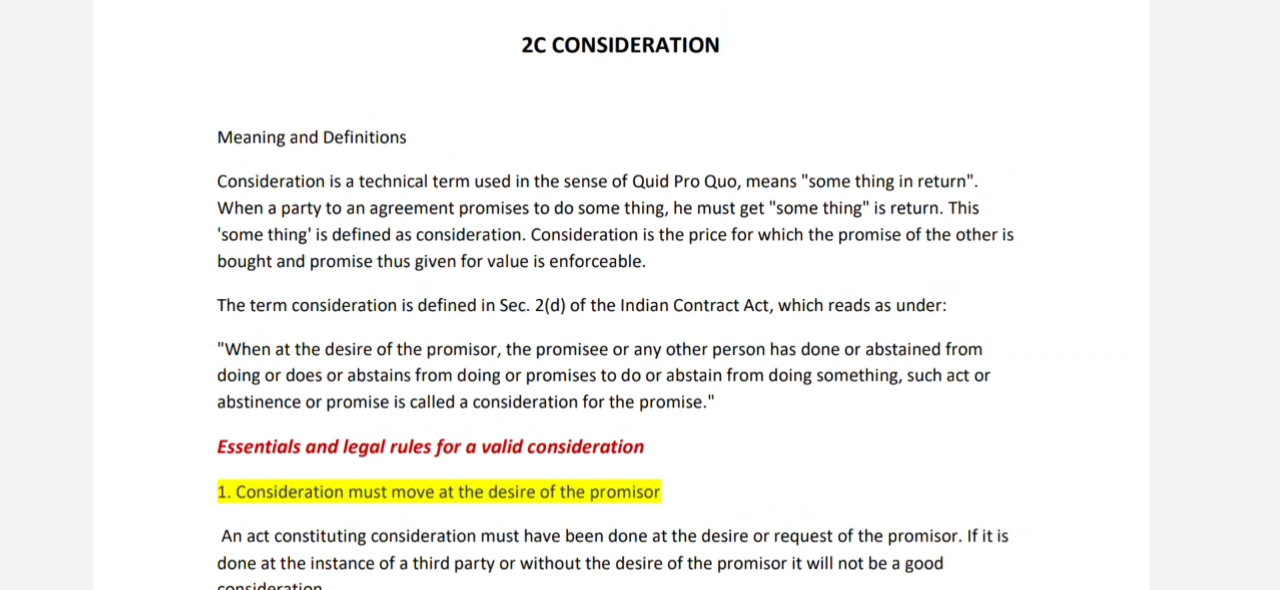 2C CONSIDERATION
Meaning and Definitions
Consideration is a technical term used in the sense of Quid Pro Quo, means "some thing in return".
When a party to an agreement promises to do some thing, he must get "some thing" is return. This
'some thing' is defined as consideration. Consideration is the price for which the promise of the other is
bought and promise thus given for value is enforceable.
The term consideration is defined in Sec. 2(d) of the Indian Contract Act, which reads as under:
"When at the desire of the promisor, the promisee or any other person has done or abstained from
doing or does or abstains from doing or promises to do or abstain from doing something, such act or
abstinence or promise is called a consideration for the promise."
Essentials and legal rules for a valid consideration
1. Consideration must move at the desire of the promisor
An act constituting consideration must have been done at the desire or request of the promisor. If it is
done at the instance of a third party or without the desire of the promisor it will not be a good
consideration